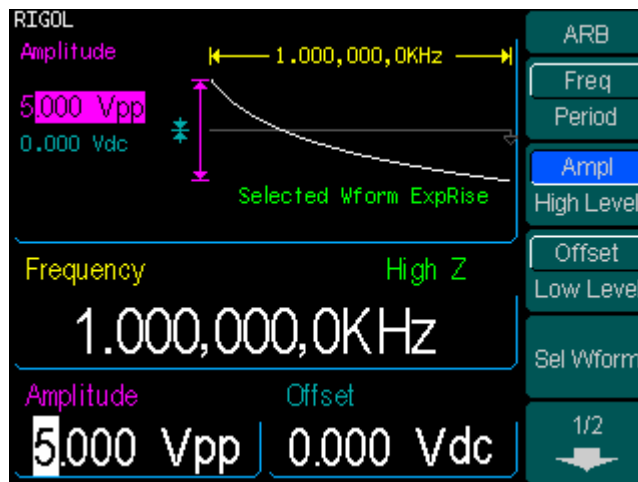 RIGOL
Amplitude
1.000,000,0KHz
5.000 Vpp
0.000 Vdc
Selected Wform ExpRise
Frequency
High Z
1.000,000,0KHz
Amplitude
Offset
5.000 Vpp
0.000 Vdc
ARB
Freq
Period
Ampl
High Level
Offset
Low Level
Sel Wform
1/2